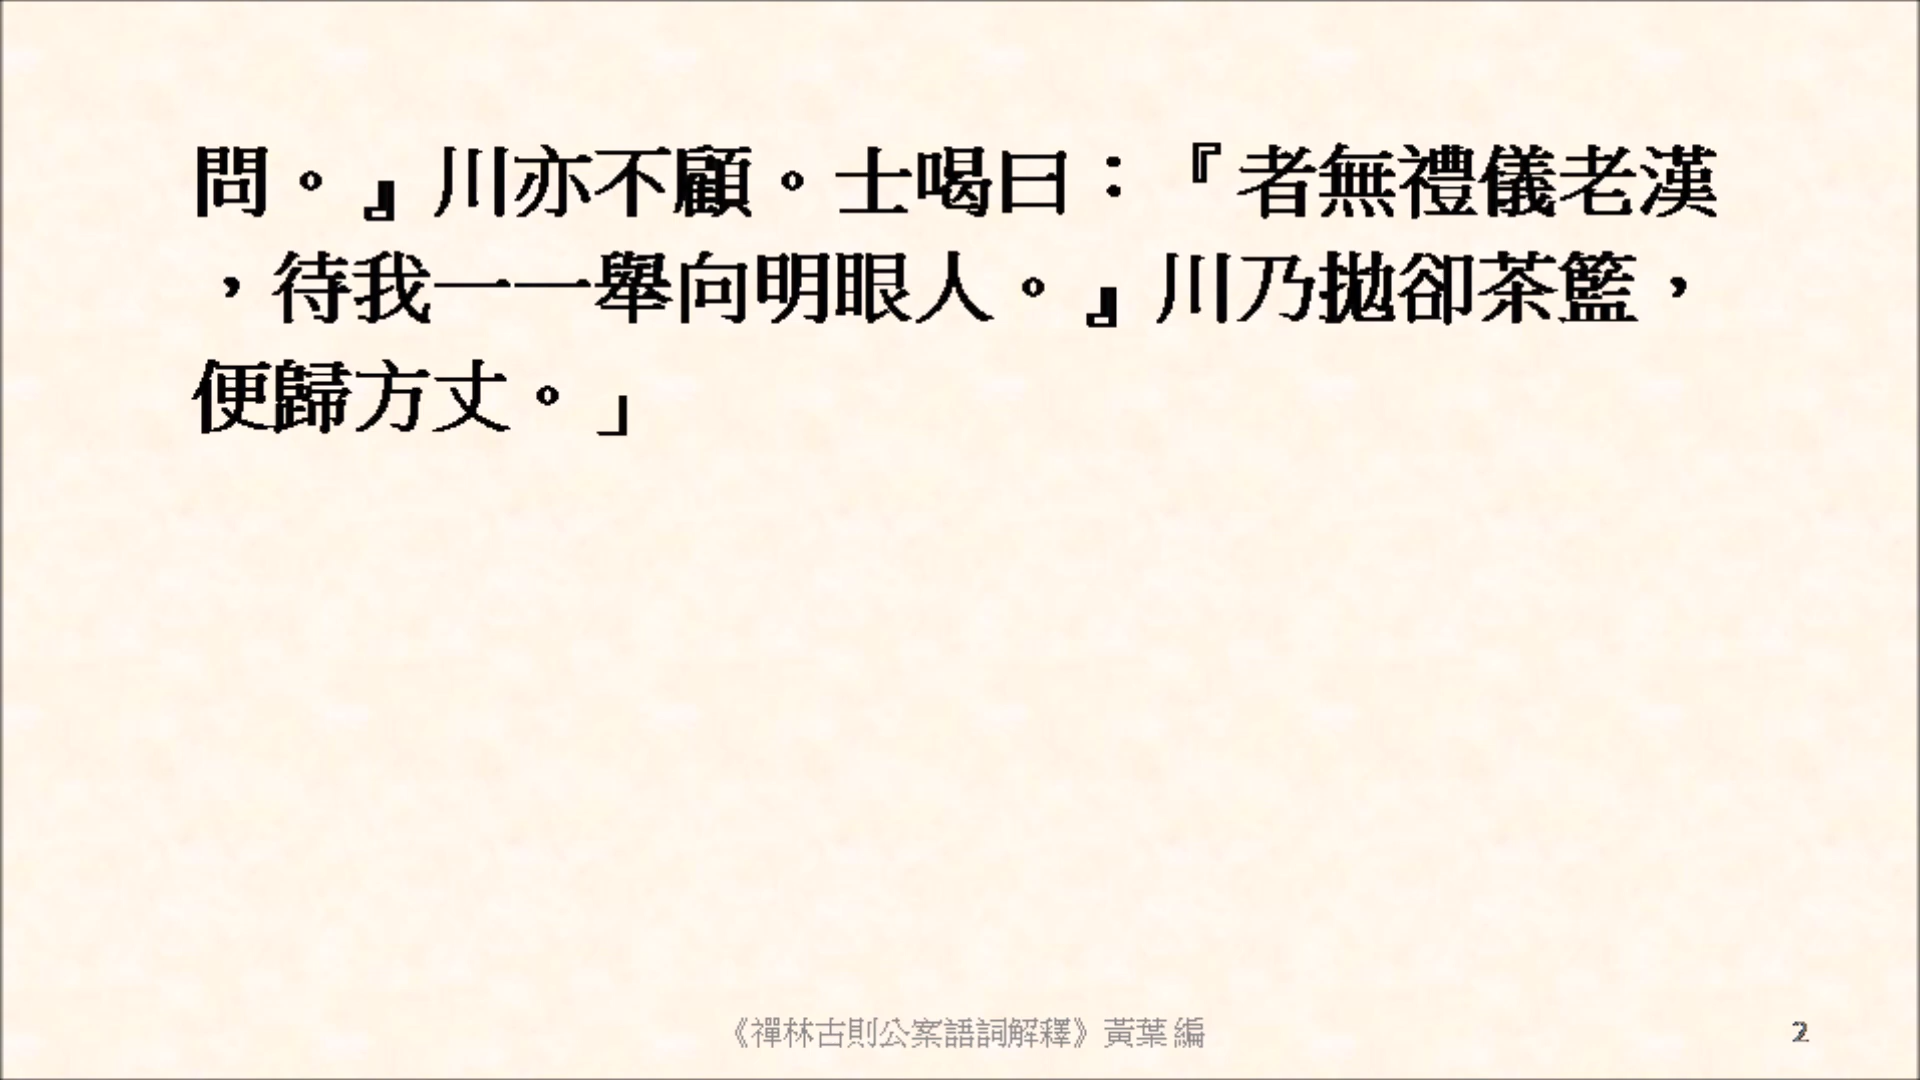 問。』川亦不顧。士喝曰：『者無禮儀老漢
，待我一一舉向明眼人。』川乃拋卻茶籃，
便歸方丈。」
《禪林古則公案語詞解釋》黃葉 編
2